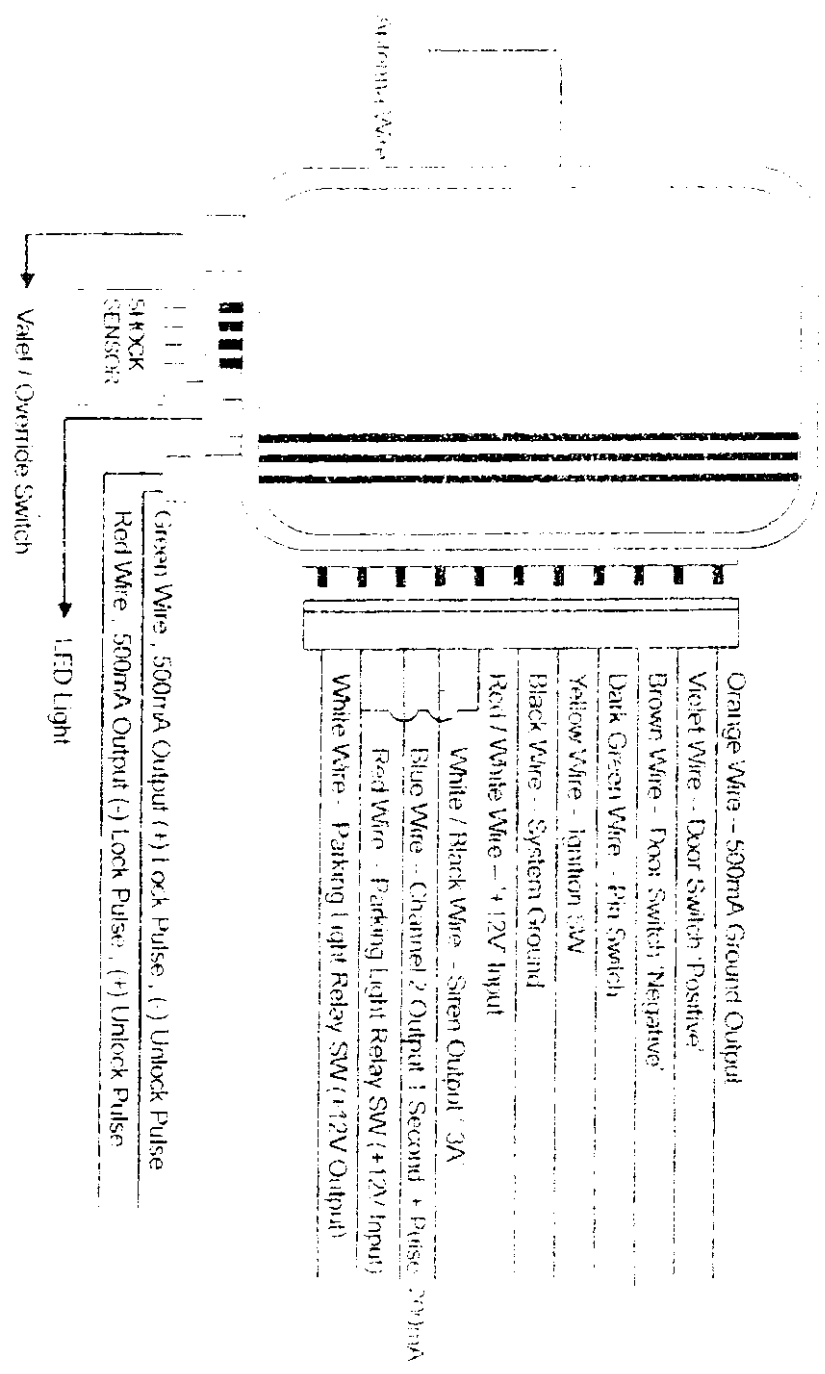 Antenna Wire
Orange Wire -- 500mA Ground Output
Violet Wire -- Door Switch 'Positive'
Brown Wire - Door Switch 'Negative'
Dark Green Wire - Pin Switch
Yellow Wire - Ignition SW
Black Wire -- System Ground
Red / White Wire -- '+12V' Input
White / Black Wire - Siren Output / 3A
Blue Wire -- Channel 2 Output 1 Second + Pulse 200mA
Red Wire - Parking Light Relay SW (+12V Input)
White Wire - Parking Light Relay SW (+12V Output)
SHOCK
SENSOR
Green Wire , 500mA Output (+) Lock Pulse , (-) Unlock Pulse
Red Wire , 500mA Output (-) Lock Pulse , (+) Unlock Pulse
LED Light
Valet / Override Switch